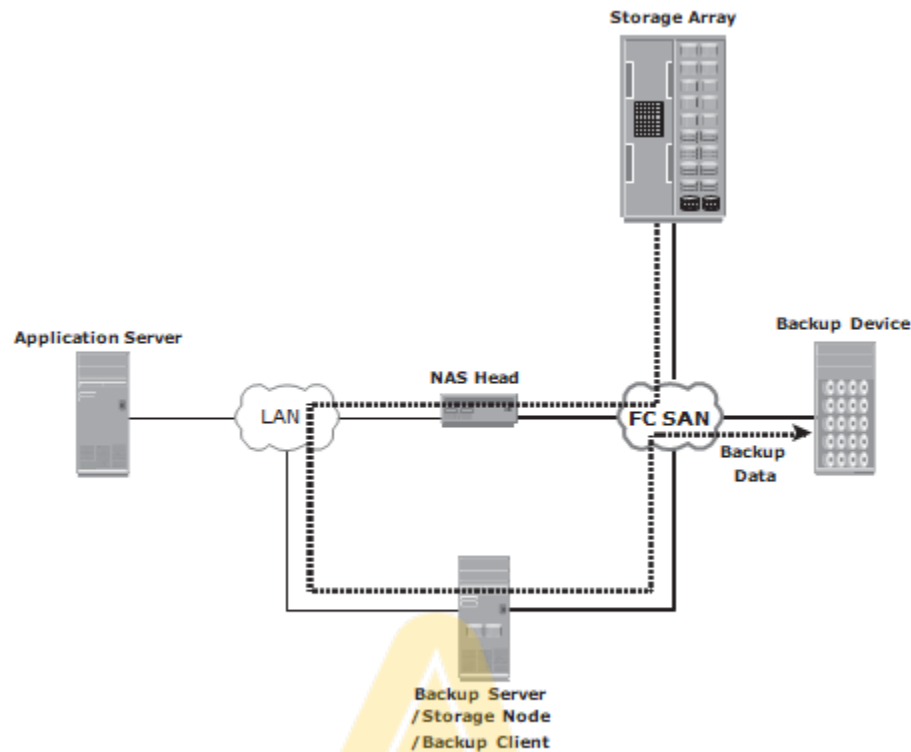 Storage Array
Application Server
Backup Device
NAS Head
LAN
FC SAN
Backup
Data
Backup Server
/Storage Node
/Backup Client